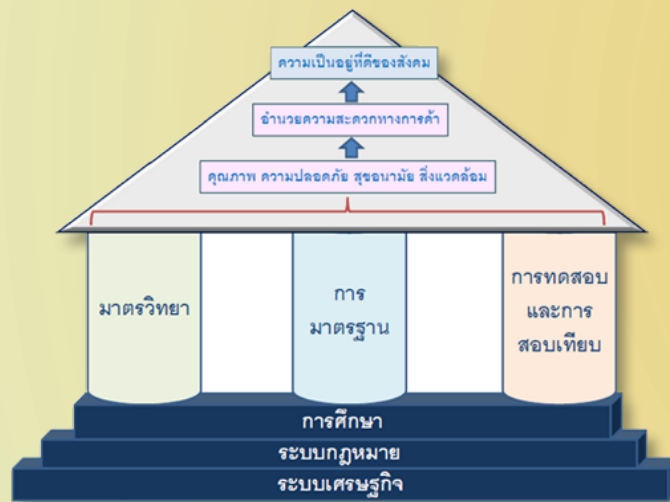 ความเป็นอยู่ที่ดีของสังคม
อำนวยความสะดวกทางการค้า
คุณภาพ ความปลอดภัย สุขอนามัย สิ่งแวดล้อม
มาตรวิทยา
การ
มาตรฐาน
การทดสอบ
และการ
สอบเทียบ
การศึกษา
ระบบกฎหมาย
ระบบเศรษฐกิจ